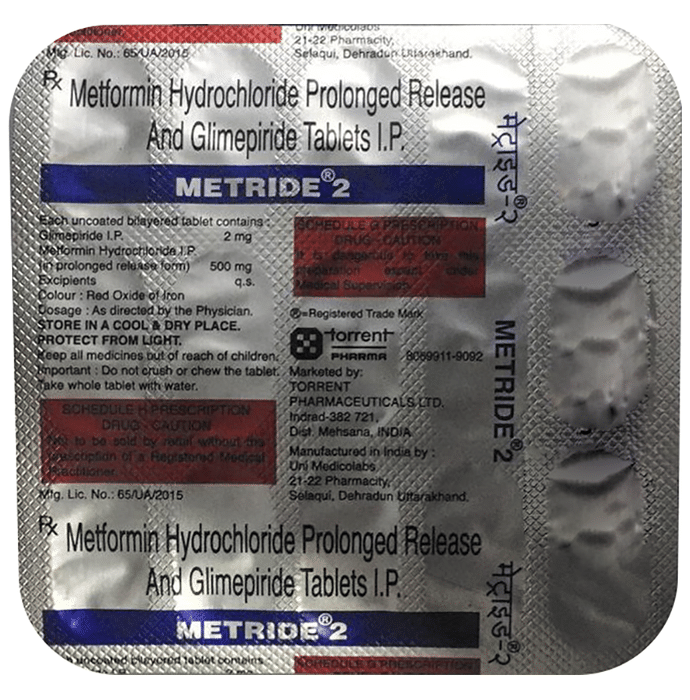 Mfg. Lic. No.: 65/UA/2015
Uni Medicolabs
21-22 Pharmacity,
Selaqui, Dehradun Uttarakhand.
Rx Metformin Hydrochloride Prolonged Release
And Glimepiride Tablets I.P.
METRIDE® 2
Each uncoated bilayered tablet contains :
Glimepiride I.P. 2 mg
Metformin Hydrochloride I.P.
(in prolonged release form) 500 mg
Excipients q.s.
Colour : Red Oxide of Iron
Dosage : As directed by the Physician.
STORE IN A COOL & DRY PLACE.
PROTECT FROM LIGHT.
Keep all medicines out of reach of children.
Important : Do not crush or chew the tablet.
Take whole tablet with water.
SCHEDULE H PRESCRIPTION
DRUG - CAUTION
Not to be sold by retail without the
prescription of a Registered Medical
Practitioner.
Mfg. Lic. No.: 65/UA/2015
SCHEDULE G PRESCRIPTION
DRUG - CAUTION
It is dangerous to take this
preparation except under
Medical Supervision.
®=Registered Trade Mark
torrent
PHARMA 8069911-9092
Marketed by:
TORRENT
PHARMACEUTICALS LTD.
Indrad-382 721,
Dist. Mehsana, INDIA.
Manufactured in India by :
Uni Medicolabs
21-22 Pharmacity,
Selaqui, Dehradun Uttarakhand.
मेट्राइड-२
METRIDE® 2
मेट्राइड-२
Rx Metformin Hydrochloride Prolonged Release
And Glimepiride Tablets I.P.
METRIDE® 2
uncoated bilayered tablet contains :
SCHEDULE G PRESCRIPTION